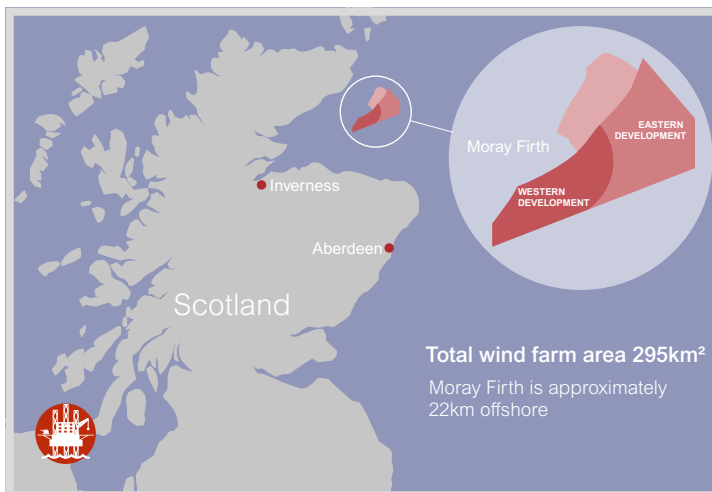 Moray Firth
EASTERN
DEVELOPMENT
WESTERN
DEVELOPMENT
Inverness
Aberdeen
Scotland
Total wind farm area 295km²
Moray Firth is approximately
22km offshore